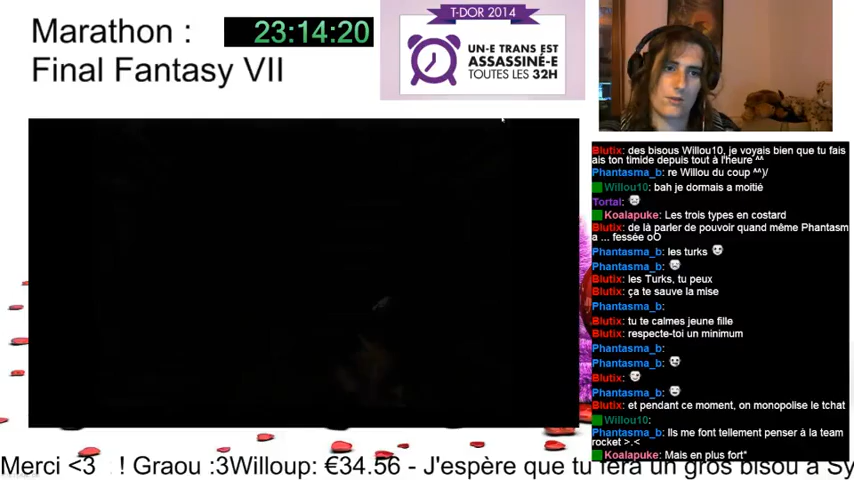 Marathon :
Final Fantasy VII
23:14:20
T-DOR 2014
UN-E TRANS EST
ASSASSINÉ-E
TOUTES LES 32H
Blutix: des bisous Willou10, je voyais bien que tu fais
ais ton timide depuis tout à l'heure ^^
Phantasma_b: re Willou du coup ^^)/
Willou10: bah je dormais a moitié
Tortal:
Koalapuke: Les trois types en costard
Blutix: de là parler de pouvoir quand même Phantasm
a ... fessée oO
Phantasma_b: les turks
Phantasma_b:
Blutix: les Turks, tu peux
Blutix: ça te sauve la mise
Phantasma_b:
Blutix: tu te calmes jeune fille
Blutix: respecte-toi un minimum
Phantasma_b:
Phantasma_b:
Blutix:
Phantasma_b:
Blutix: et pendant ce moment, on monopolise le tchat
Willou10:
Phantasma_b: Ils me font tellement penser à la team
rocket >.<
Koalapuke: Mais en plus fort*
Merci <3 ! Graou :3Willoup: €34.56 - J'espère que tu fera un gros bisou a Sy